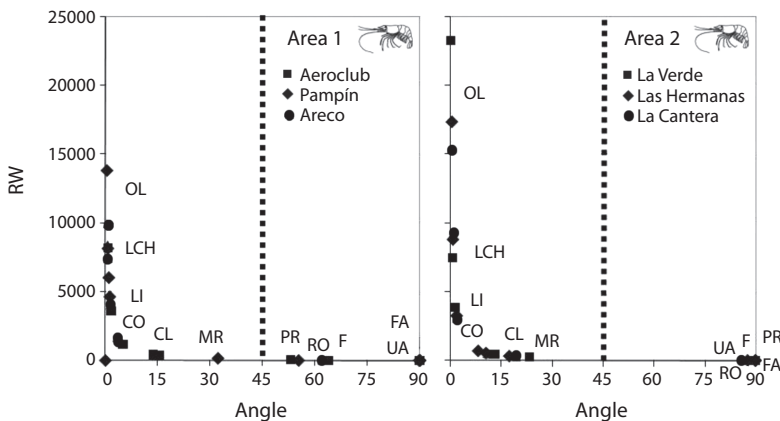 25000
20000
15000
10000
5000
0
RW
Area 1
Aeroclub
Pampín
Areco
OL
LCH
LI
CO
CL
MR
PR
RO
F
FA
UA
0 15 30 45 60 75 90
Angle
Area 2
La Verde
Las Hermanas
La Cantera
OL
LCH
LI
CO
CL
MR
UA
F
PR
RO
FA
0 15 30 45 60 75 90
Angle